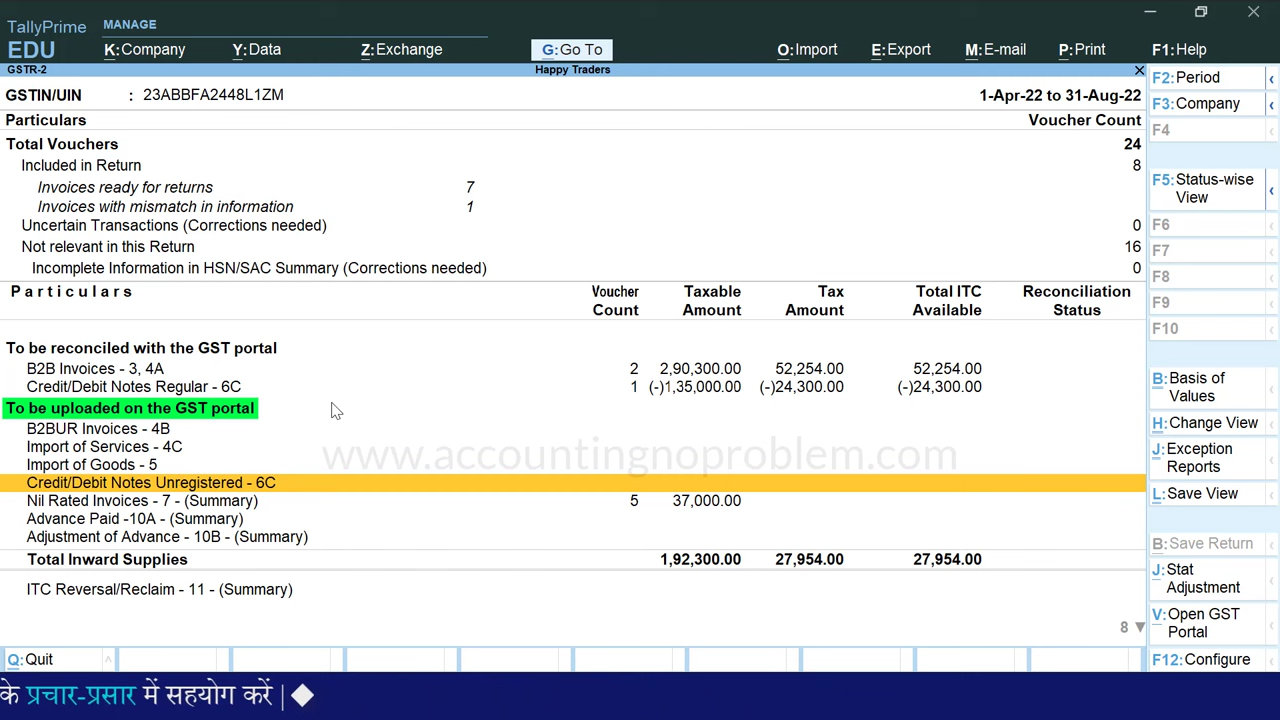 TallyPrime MANAGE
EDU K:Company Y:Data Z:Exchange G:Go To O:Import E:Export M:E-mail P:Print F1:Help
GSTR-2 Happy Traders
GSTIN/UIN : 23ABBFA2448L1ZM 1-Apr-22 to 31-Aug-22
Particulars Voucher Count
Total Vouchers 24
Included in Return 8
Invoices ready for returns 7
Invoices with mismatch in information 1
Uncertain Transactions (Corrections needed) 0
Not relevant in this Return 16
Incomplete Information in HSN/SAC Summary (Corrections needed) 0
Particulars Voucher Count Taxable Amount Tax Amount Total ITC Available Reconciliation Status
To be reconciled with the GST portal
B2B Invoices - 3, 4A 2 2,90,300.00 52,254.00 52,254.00
Credit/Debit Notes Regular - 6C 1 (-)1,35,000.00 (-)24,300.00 (-)24,300.00
To be uploaded on the GST portal
B2BUR Invoices - 4B
Import of Services - 4C
www.accountingnoproblem.com
Import of Goods - 5
Credit/Debit Notes Unregistered - 6C
Nil Rated Invoices - 7 - (Summary) 5 37,000.00
Advance Paid -10A - (Summary)
Adjustment of Advance - 10B - (Summary)
Total Inward Supplies 1,92,300.00 27,954.00 27,954.00
ITC Reversal/Reclaim - 11 - (Summary)
8
F2:Period
F3:Company
F4
F5:Status-wise
View
F6
F7
F8
F9
F10
B:Basis of
Values
H:Change View
J:Exception
Reports
L:Save View
B:Save Return
J:Stat
Adjustment
V:Open GST
Portal
F12:Configure
Q:Quit
के प्रचार-प्रसार में सहयोग करें |